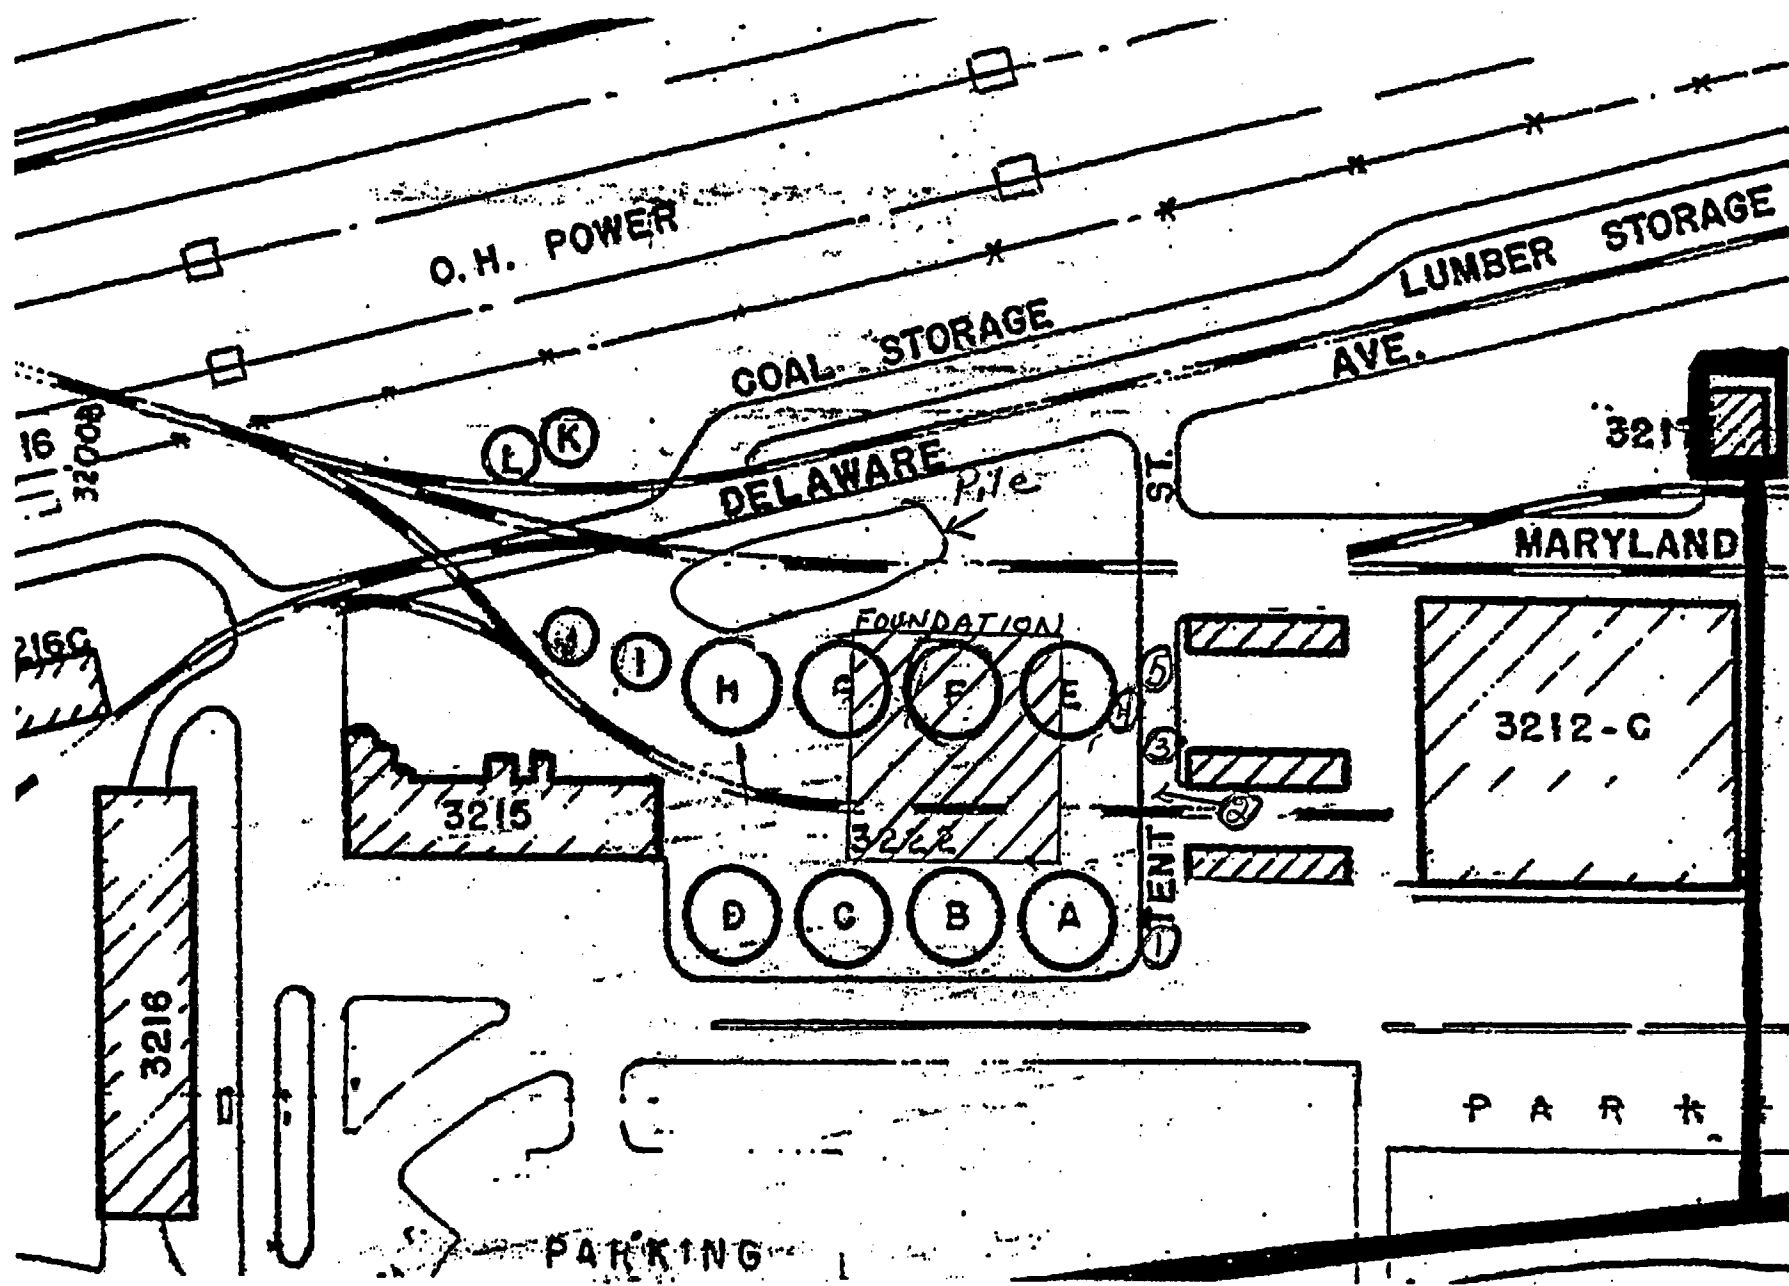 O.H. POWER
LUMBER STORAGE
COAL STORAGE
AVE.
16
3200B
L
K
3217
DELAWARE
ST.
Pile
MARYLAND
FOUNDATION
216C
J
I
H
G
F
E
5
4
3
3212-C
2
3215
3222
TENT
D
C
B
A
1
3216
PARK
PARKING